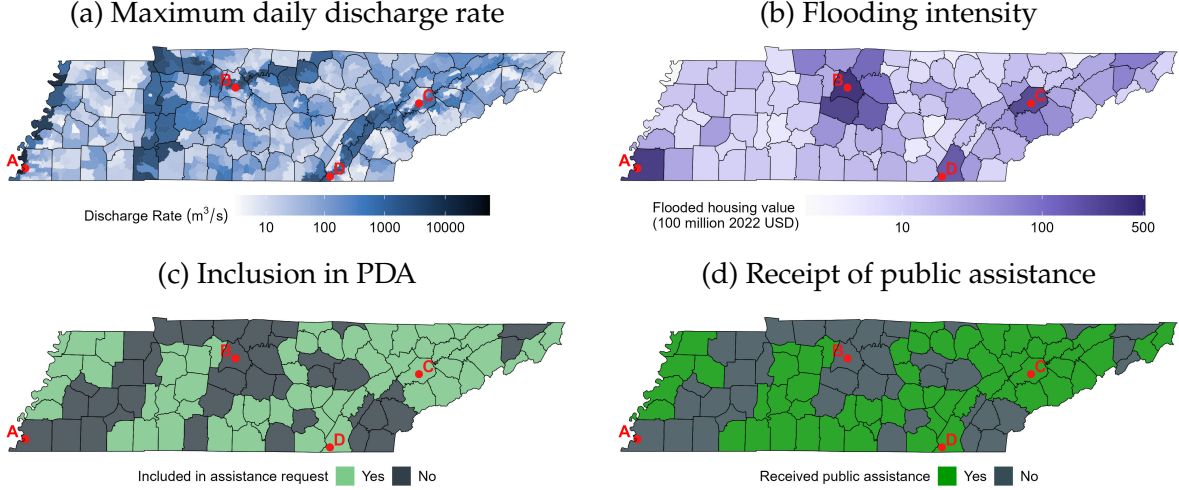 (a) Maximum daily discharge rate
A
B
C
D
Discharge Rate (m³/s)
10 100 1000 10000
(b) Flooding intensity
A
B
C
D
Flooded housing value
(100 million 2022 USD)
10 100 500
(c) Inclusion in PDA
A
B
C
D
Included in assistance request Yes No
(d) Receipt of public assistance
A
B
C
D
Received public assistance Yes No